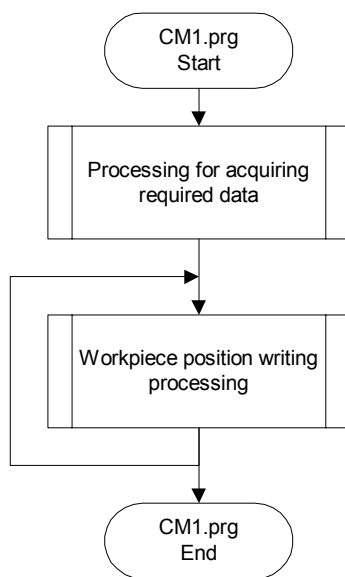 CM1.prg
Start
Processing for acquiring
required data
Workpiece position writing
processing
CM1.prg
End